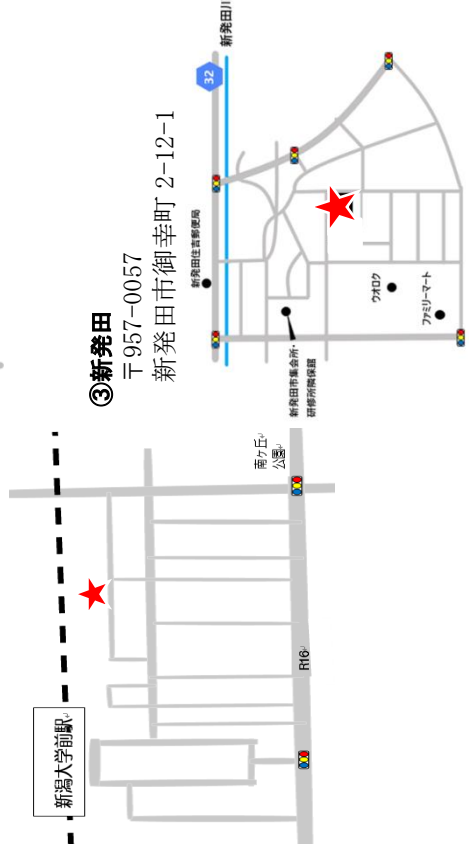 新潟大学前駅
R16
南ヶ丘
公園
③新発田
〒957-0057
新発田市御幸町 2-12-1
32
新発田川
新発田住吉郵便局
新発田市集会所・
研修所隣保館
ウオロク
ファミリーマート